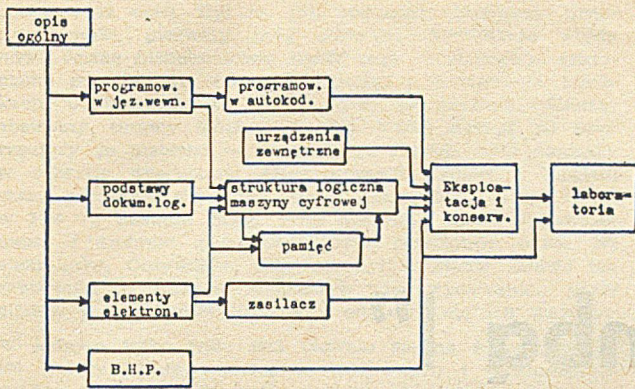 opis
ogólny
programow.
w jęz.wewn.
programow.
w autokod.
urządzenia
zewnętrzne
podstawy
dokum.log.
struktura logiczna
maszyny cyfrowej
Eksploa-
tacja i
konserw.
labora-
toria
pamięć
elementy
elektron.
zasilacz
B.H.P.